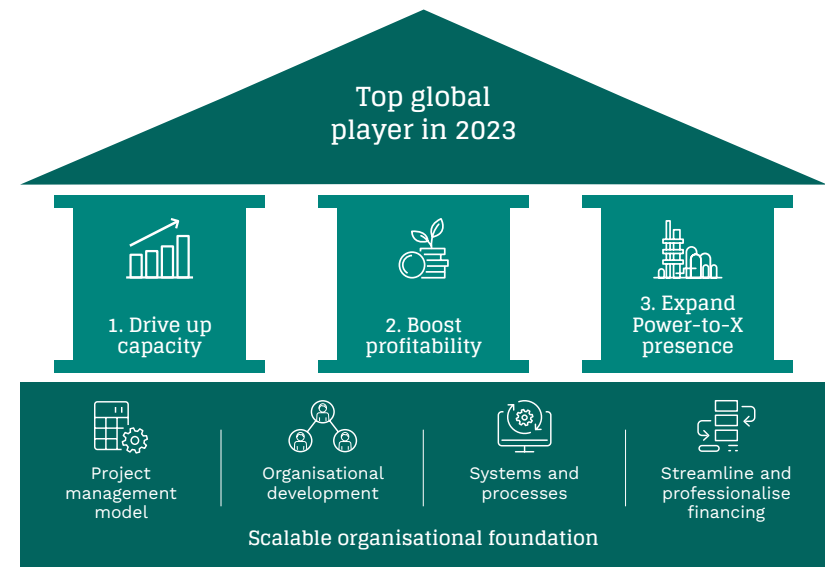 Top global
player in 2023
1. Drive up
capacity
2. Boost
profitability
3. Expand
Power-to-X
presence
Project
management
model
Organisational
development
Systems and
processes
Streamline and
professionalise
financing
Scalable organisational foundation